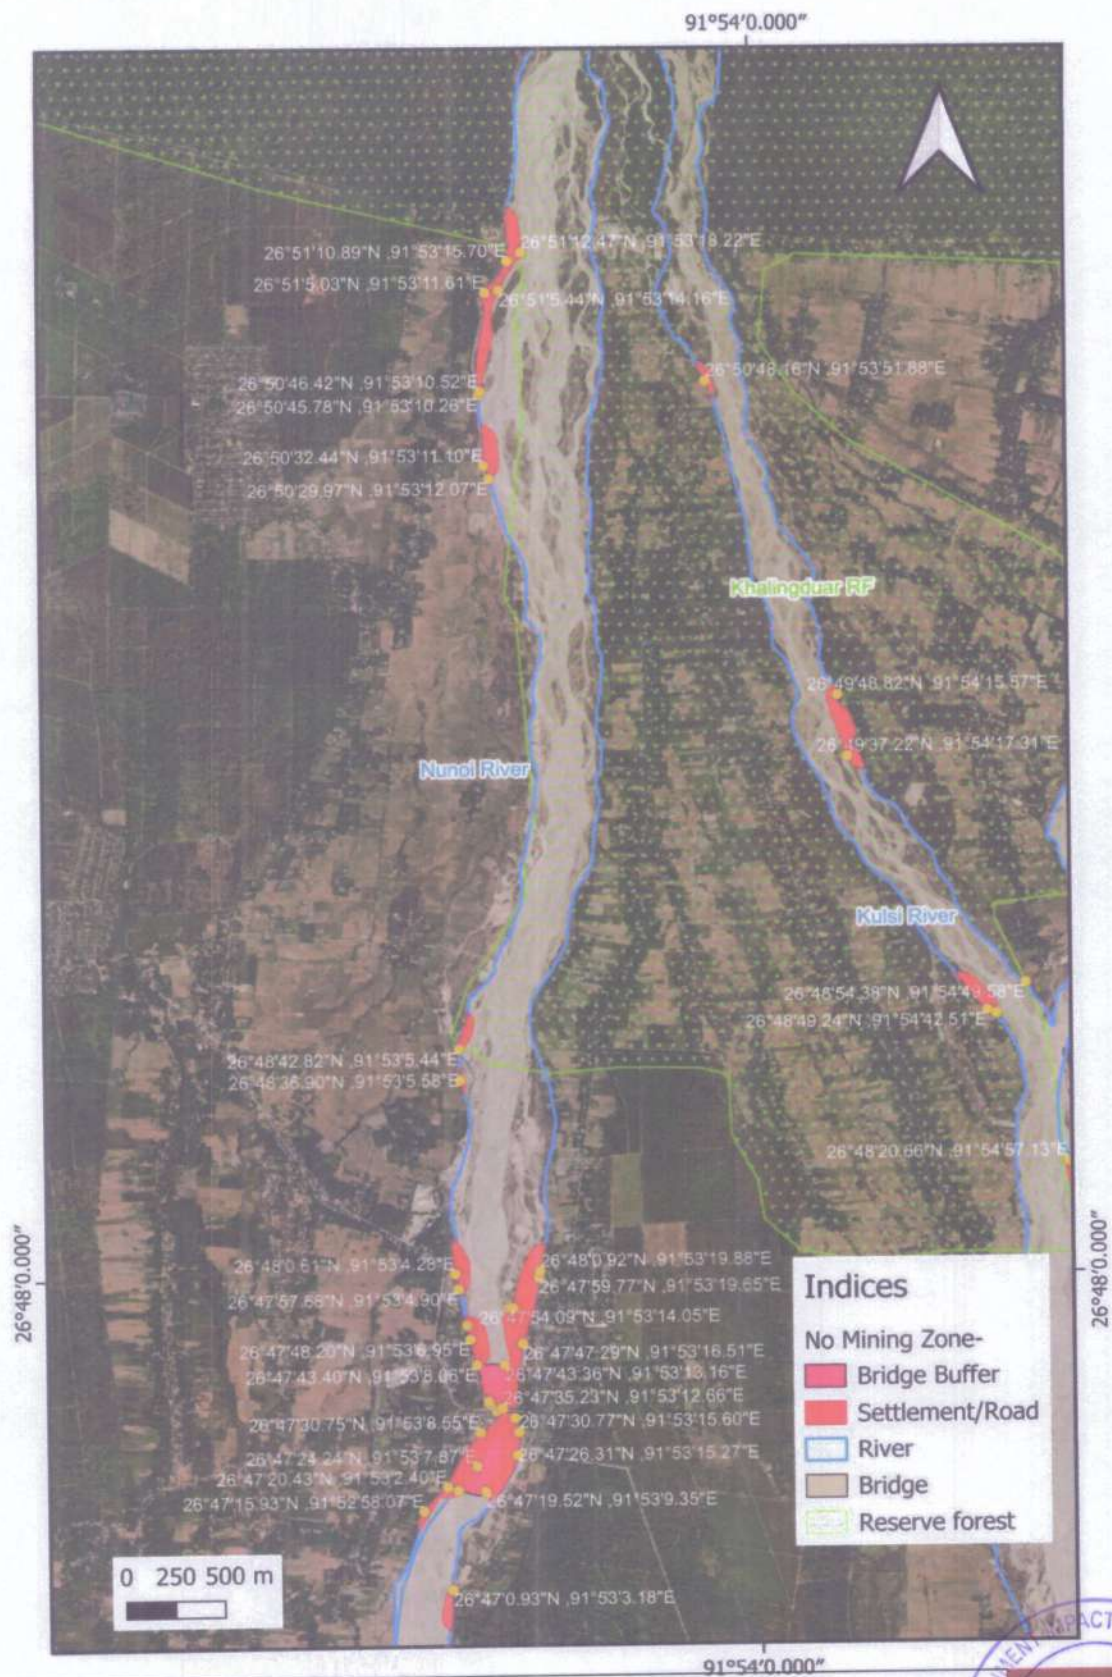 91°54'0.000"
26°51'12.47"N ,91°53'18.22"E
26°51'10.89"N ,91°53'15.70"E
26°51'5.03"N ,91°53'11.61"E
26°51'5.44"N ,91°53'14.16"E
26°50'48.16"N ,91°53'51.88"E
26°50'46.42"N ,91°53'10.52"E
26°50'45.78"N ,91°53'10.26"E
26°50'32.44"N ,91°53'11.10"E
26°50'29.97"N ,91°53'12.07"E
Khalingduar RF
26°49'48.82"N ,91°54'15.57"E
26°49'37.22"N ,91°54'17.31"E
Nunoi River
Kulsi River
26°48'54.38"N ,91°54'49.58"E
26°48'49.24"N ,91°54'42.51"E
26°48'42.82"N ,91°53'5.44"E
26°48'36.90"N ,91°53'5.58"E
26°48'20.66"N ,91°54'57.13"E
26°48'0.000"
26°48'0.000"
26°48'0.61"N ,91°53'4.28"E
26°48'0.92"N ,91°53'19.88"E
26°47'59.77"N ,91°53'19.65"E
26°47'57.58"N ,91°53'4.90"E
26°47'54.09"N ,91°53'14.05"E
26°47'48.20"N ,91°53'6.95"E
26°47'47.29"N ,91°53'16.51"E
26°47'43.40"N ,91°53'8.06"E
26°47'43.36"N ,91°53'13.16"E
26°47'35.23"N ,91°53'12.66"E
26°47'30.75"N ,91°53'8.55"E
26°47'30.77"N ,91°53'15.60"E
26°47'24.24"N ,91°53'7.87"E
26°47'26.31"N ,91°53'15.27"E
26°47'20.43"N ,91°53'2.40"E
26°47'15.93"N ,91°52'58.07"E
26°47'19.52"N ,91°53'9.35"E
26°47'0.93"N ,91°53'3.18"E
Indices
No Mining Zone-
Bridge Buffer
Settlement/Road
River
Bridge
Reserve forest
0 250 500 m
91°54'0.000"